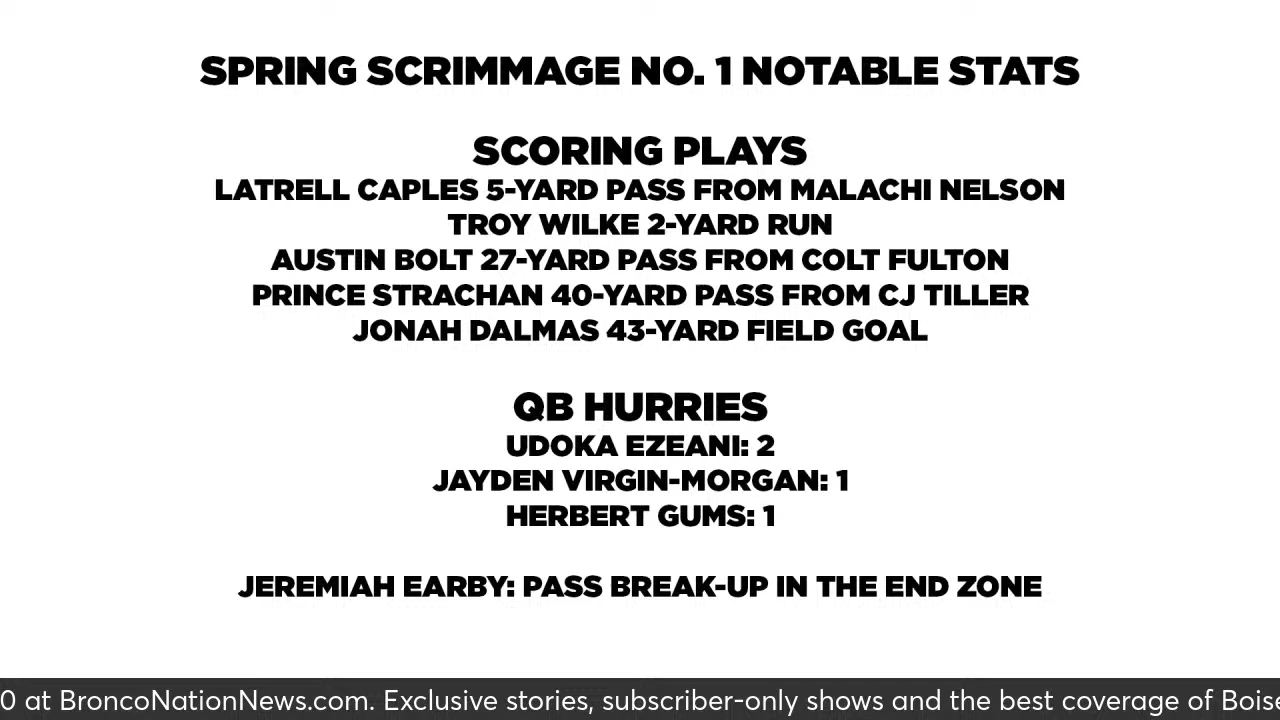 SPRING SCRIMMAGE NO. 1 NOTABLE STATS
SCORING PLAYS
LATRELL CAPLES 5-YARD PASS FROM MALACHI NELSON
TROY WILKE 2-YARD RUN
AUSTIN BOLT 27-YARD PASS FROM COLT FULTON
PRINCE STRACHAN 40-YARD PASS FROM CJ TILLER
JONAH DALMAS 43-YARD FIELD GOAL
QB HURRIES
UDOKA EZEANI: 2
JAYDEN VIRGIN-MORGAN: 1
HERBERT GUMS: 1
JEREMIAH EARBY: PASS BREAK-UP IN THE END ZONE
0 at BroncoNationNews.com. Exclusive stories, subscriber-only shows and the best coverage of Boise